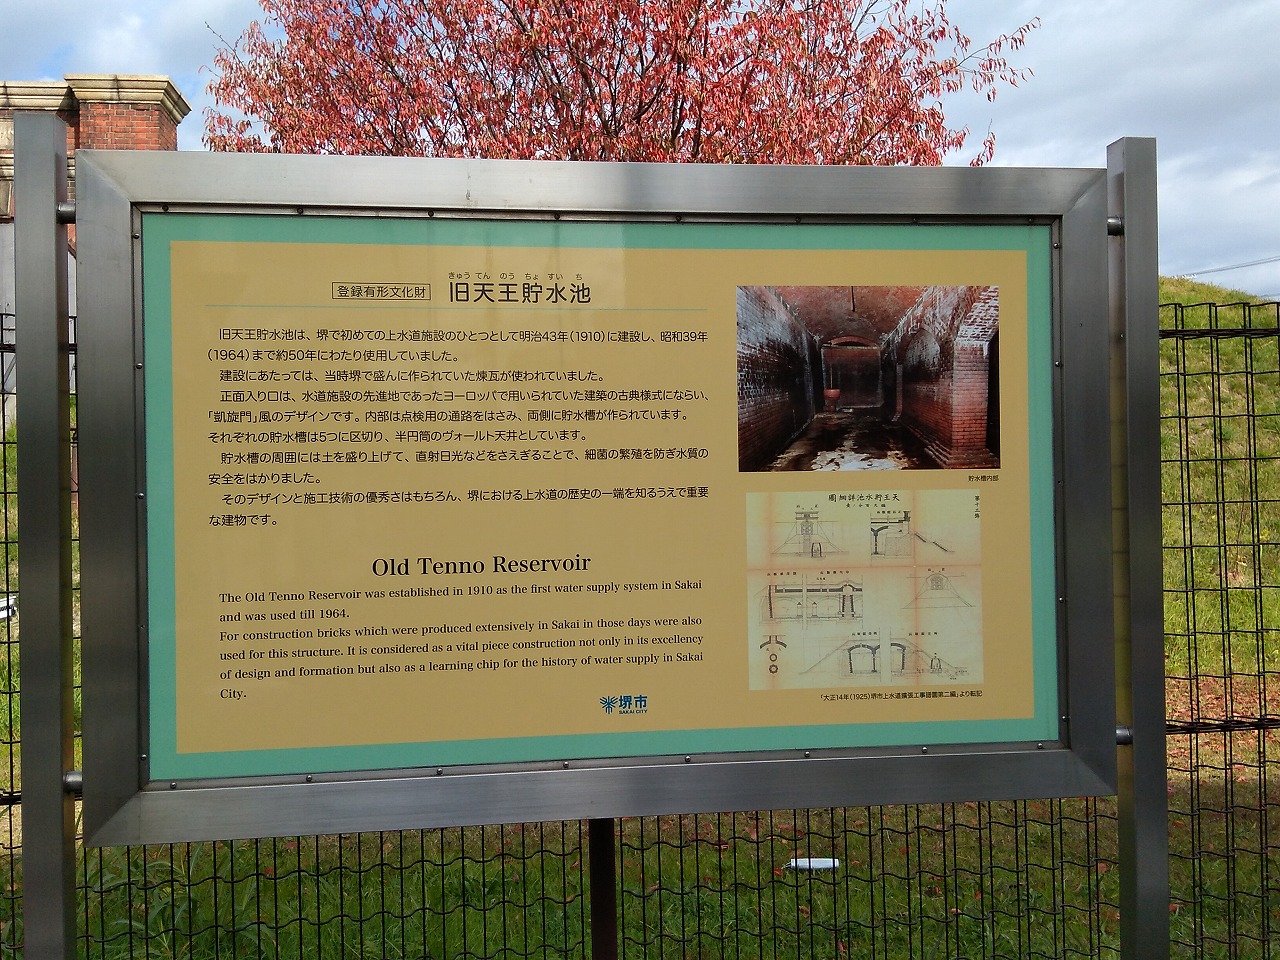 きゅう てん のう ちょ すい ち
登録有形文化財 旧天王貯水池
旧天王貯水池は、堺で初めての上水道施設のひとつとして明治43年（1910）に建設し、昭和39年
（1964）まで約50年にわたり使用していました。
建設にあたっては、当時堺で盛んに作られていた煉瓦が使われていました。
正面入り口は、水道施設の先進地であったヨーロッパで用いられていた建築の古典様式にならい、
「凱旋門」風のデザインです。内部は点検用の通路をはさみ、両側に貯水槽が作られています。
それぞれの貯水槽は5つに区切り、半円筒のヴォールト天井としています。
貯水槽の周囲には土を盛り上げて、直射日光などをさえぎることで、細菌の繁殖を防ぎ水質の
安全をはかりました。
そのデザインと施工技術の優秀さはもちろん、堺における上水道の歴史の一端を知るうえで重要
な建物です。
Old Tenno Reservoir
The Old Tenno Reservoir was established in 1910 as the first water supply system in Sakai
and was used till 1964.
For construction bricks which were produced extensively in Sakai in those days were also
used for this structure. It is considered as a vital piece construction not only in its excellency
of design and formation but also as a learning chip for the history of water supply in Sakai
City.
堺市
SAKAI CITY
貯水槽内部
天王貯水池詳細圖
「大正14年（1925）堺市上水道擴張工事圖面第二編」より転記